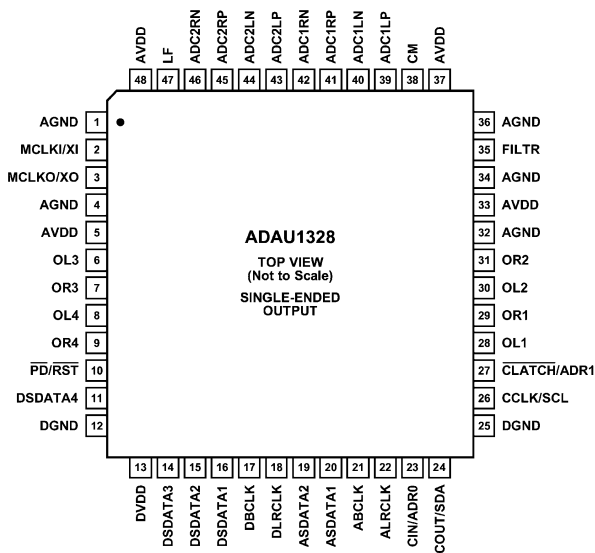 AVDD
LF
ADC2RN
ADC2RP
ADC2LN
ADC2LP
ADC1RN
ADC1RP
ADC1LN
ADC1LP
CM
AVDD
48 47 46 45 44 43 42 41 40 39 38 37
AGND 1
MCLKI/XI 2
MCLKO/XO 3
AGND 4
AVDD 5
OL3 6
OR3 7
OL4 8
OR4 9
PD/RST 10
DSDATA4 11
DGND 12
ADAU1328
TOP VIEW
(Not to Scale)
SINGLE-ENDED
OUTPUT
36 AGND
35 FILTR
34 AGND
33 AVDD
32 AGND
31 OR2
30 OL2
29 OR1
28 OL1
27 CLATCH/ADR1
26 CCLK/SCL
25 DGND
13 14 15 16 17 18 19 20 21 22 23 24
DVDD
DSDATA3
DSDATA2
DSDATA1
DBCLK
DLRCLK
ASDATA2
ASDATA1
ABCLK
ALRCLK
CIN/ADR0
COUT/SDA